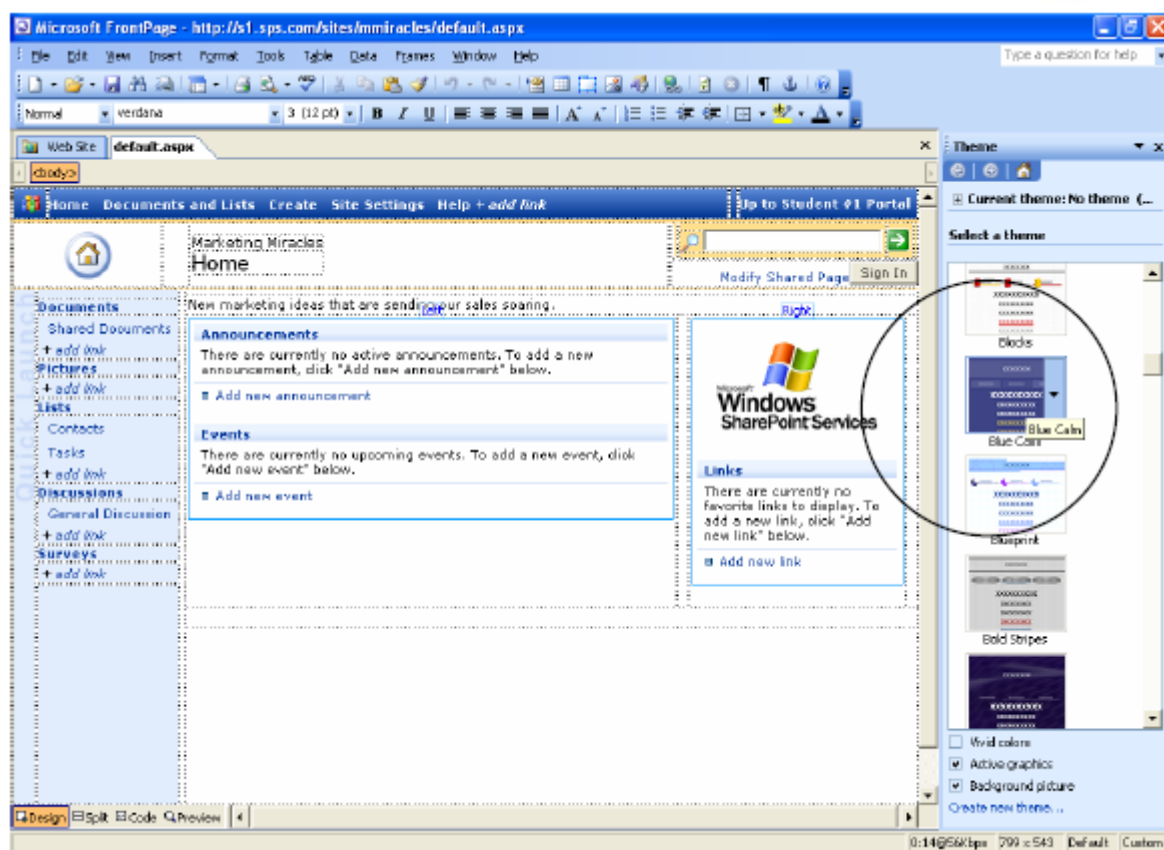 Microsoft FrontPage - http://s1.sps.com/sites/mmiracles/default.aspx
File Edit View Insert Format Tools Table Data Frames Window Help
Type a question for help
Normal verdana 3 (12 pt) B I U
Web Site default.aspx
<body>
Home Documents and Lists Create Site Settings Help + add link Up to Student #1 Portal
Marketing Miracles
Home
Modify Shared Page
Sign In
New marketing ideas that are sending our sales soaring.
Left
Right
Quick Launch
Documents
Shared Documents
+ add link
Pictures
+ add link
Lists
Contacts
Tasks
+ add link
Discussions
General Discussion
+ add link
Surveys
+ add link
Announcements
There are currently no active announcements. To add a new
announcement, click "Add new announcement" below.
Add new announcement
Events
There are currently no upcoming events. To add a new event, click
"Add new event" below.
Add new event
Microsoft
Windows
SharePoint Services
Links
There are currently no
favorite links to display. To
add a new link, click "Add
new link" below.
Add new link
Theme
Current theme: No theme (...
Select a theme
Blocks
Blue Calm
Blue Calm
Blueprint
Bold Stripes
Vivid colors
Active graphics
Background picture
Create new theme...
Design Split Code Preview
0:14@56Kbps 799 x 543 Default Custom